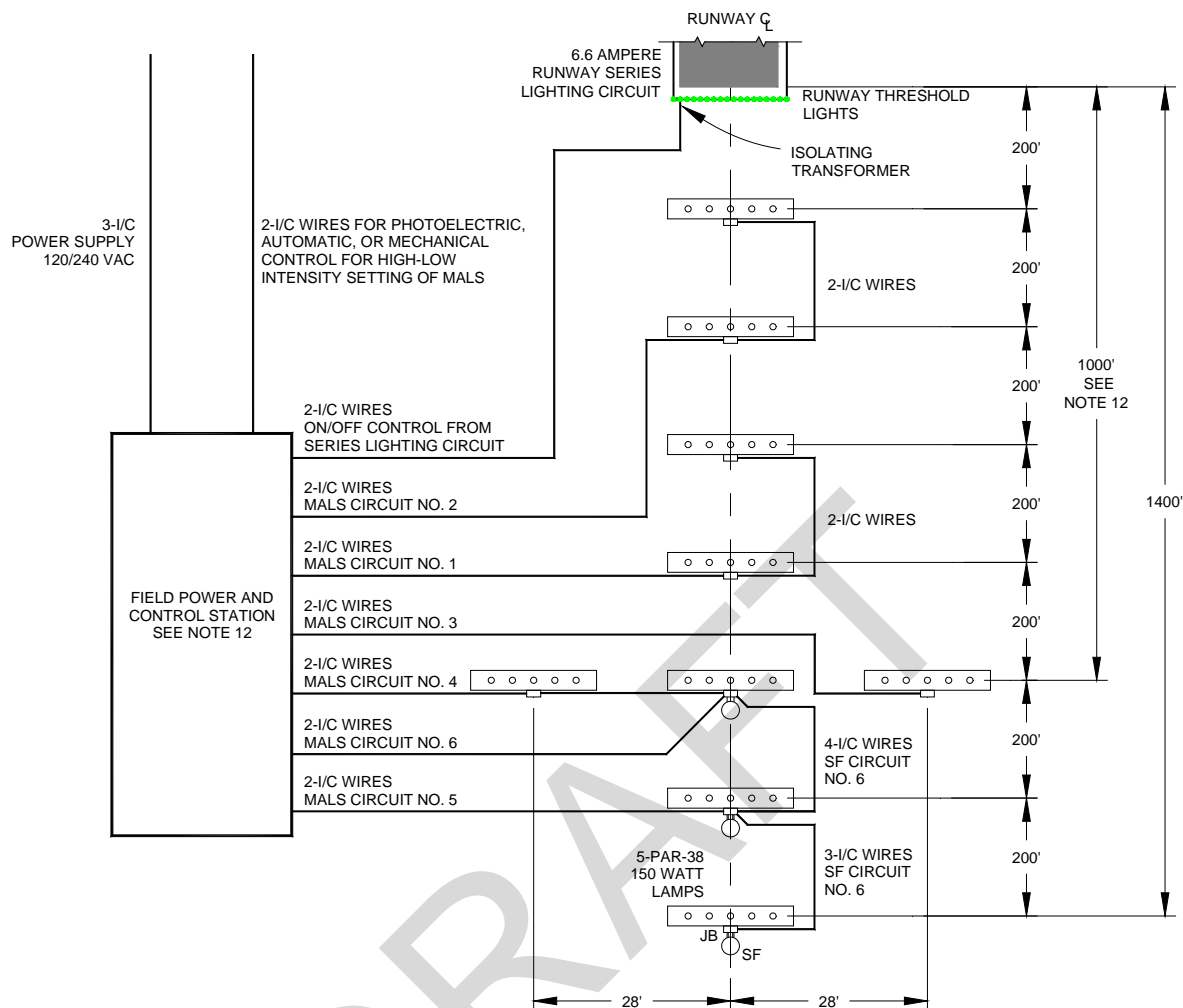 RUNWAY ℄
6.6 AMPERE
RUNWAY SERIES
LIGHTING CIRCUIT
RUNWAY THRESHOLD
LIGHTS
ISOLATING
TRANSFORMER
200'
3-I/C
POWER SUPPLY
120/240 VAC
2-I/C WIRES FOR PHOTOELECTRIC,
AUTOMATIC, OR MECHANICAL
CONTROL FOR HIGH-LOW
INTENSITY SETTING OF MALS
200'
2-I/C WIRES
200'
1000'
SEE
NOTE 12
1400'
2-I/C WIRES
ON/OFF CONTROL FROM
SERIES LIGHTING CIRCUIT
2-I/C WIRES
MALS CIRCUIT NO. 2
200'
2-I/C WIRES
2-I/C WIRES
MALS CIRCUIT NO. 1
FIELD POWER AND
CONTROL STATION
SEE NOTE 12
2-I/C WIRES
MALS CIRCUIT NO. 3
200'
2-I/C WIRES
MALS CIRCUIT NO. 4
2-I/C WIRES
MALS CIRCUIT NO. 6
4-I/C WIRES
SF CIRCUIT
NO. 6
200'
2-I/C WIRES
MALS CIRCUIT NO. 5
5-PAR-38
150 WATT
LAMPS
3-I/C WIRES
SF CIRCUIT
NO. 6
200'
JB
SF
28'
28'
DRAFT